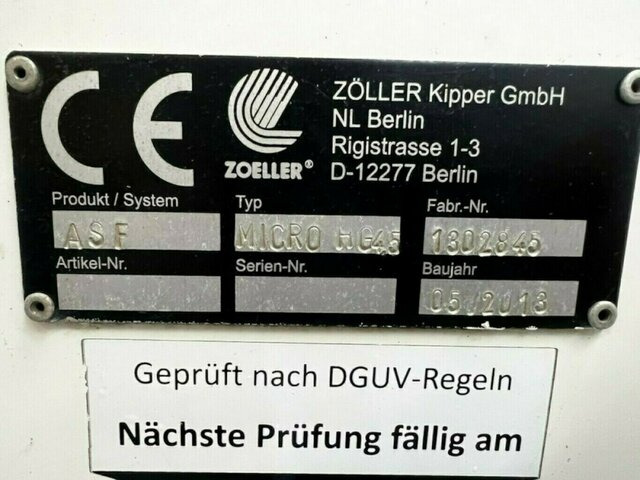 CE
ZOELLER®
ZÖLLER Kipper GmbH
NL Berlin
Rigistrasse 1-3
D-12277 Berlin
Produkt / System Typ Fabr.-Nr.
ASF MICRO HG45 1302845
Artikel-Nr. Serien-Nr. Baujahr
05/2013
Geprüft nach DGUV-Regeln
Nächste Prüfung fällig am